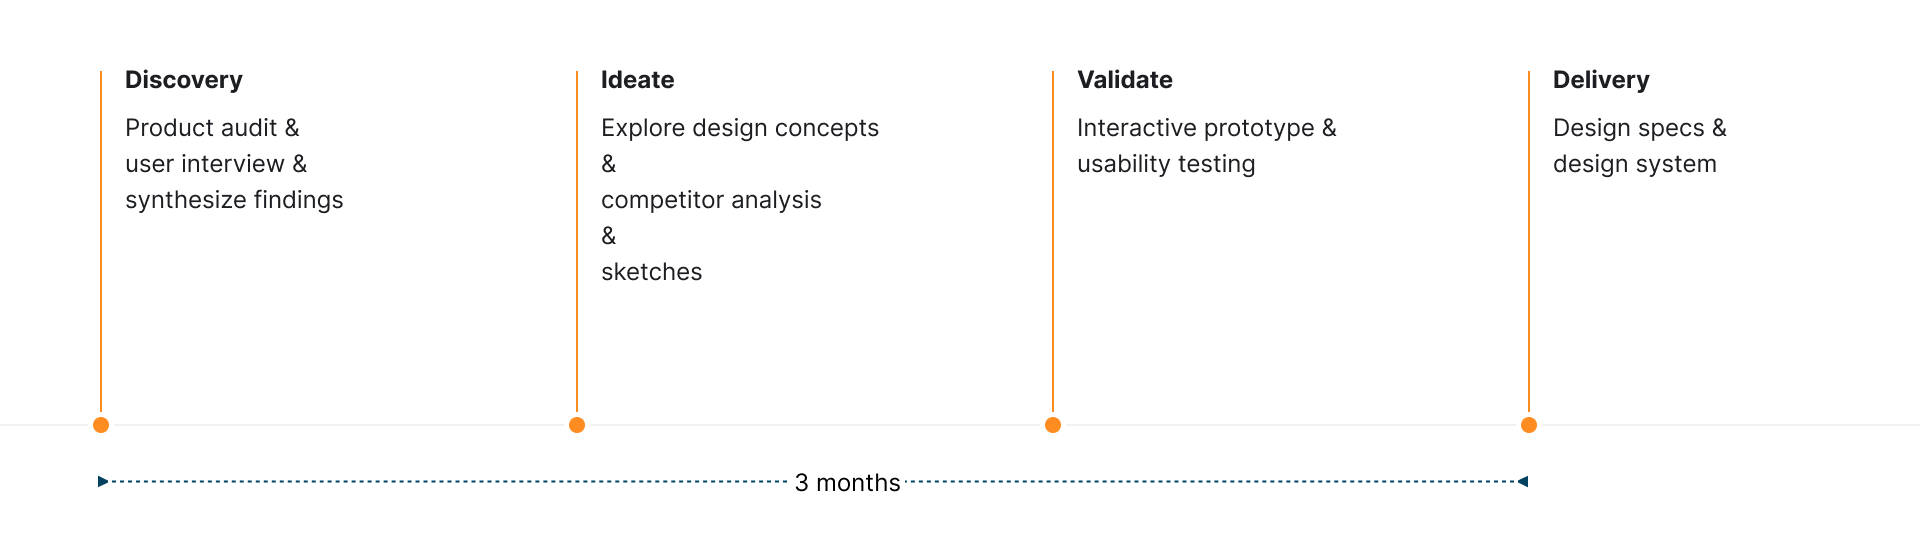 Discovery
Product audit &
user interview &
synthesize findings
Ideate
Explore design concepts
&
competitor analysis
&
sketches
Validate
Interactive prototype &
usability testing
Delivery
Design specs &
design system
3 months